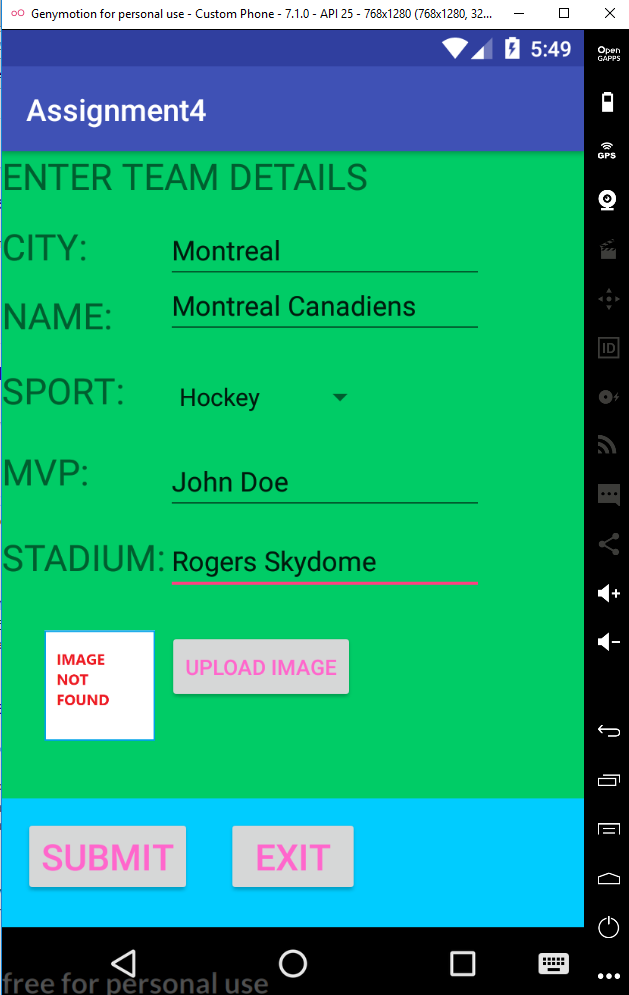 Genymotion for personal use - Custom Phone - 7.1.0 - API 25 - 768x1280 (768x1280, 32...
5:49
Open
GAPPS
Assignment4
GPS
ENTER TEAM DETAILS
CITY: Montreal
NAME: Montreal Canadiens
ID
SPORT: Hockey
MVP: John Doe
STADIUM: Rogers Skydome
IMAGE
NOT
FOUND
UPLOAD IMAGE
SUBMIT EXIT
free for personal use